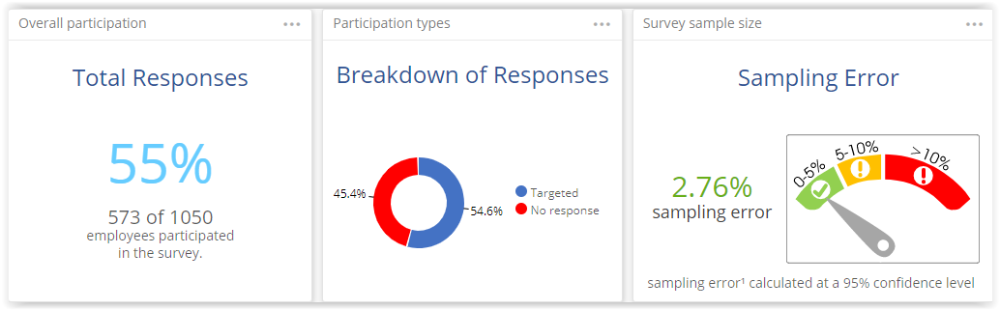 Overall participation
Total Responses
55%
573 of 1050
employees participated
in the survey.
Participation types
Breakdown of Responses
45.4%
54.6%
Targeted
No response
Survey sample size
Sampling Error
2.76%
sampling error
0-5%
5-10%
>10%
sampling error¹ calculated at a 95% confidence level